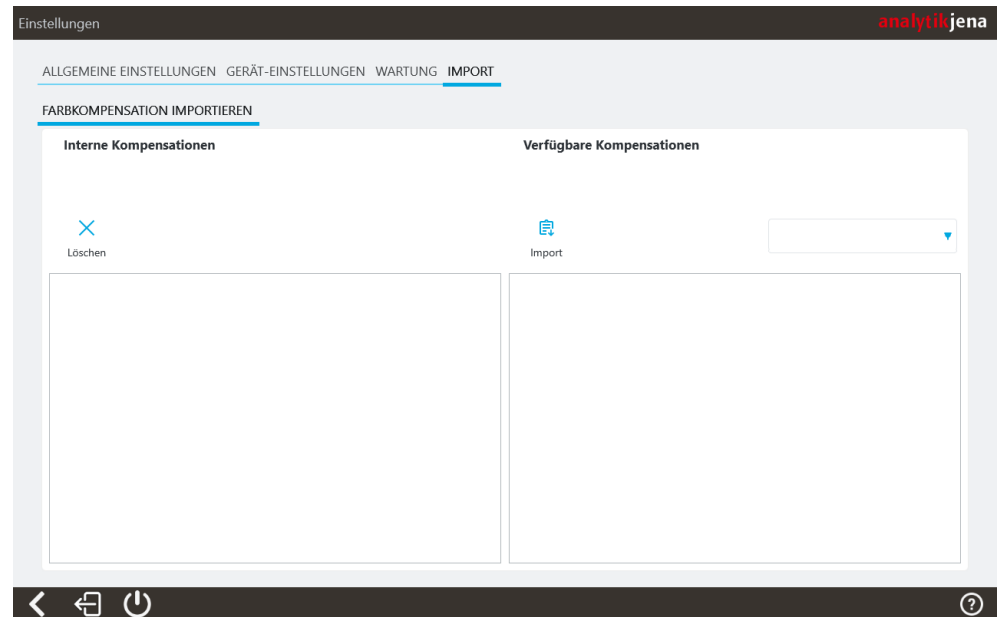 Einstellungen
analytikjena
ALLGEMEINE EINSTELLUNGEN GERÄT-EINSTELLUNGEN WARTUNG IMPORT
FARBKOMPENSATION IMPORTIEREN
Interne Kompensationen
Verfügbare Kompensationen
Löschen
Import
?